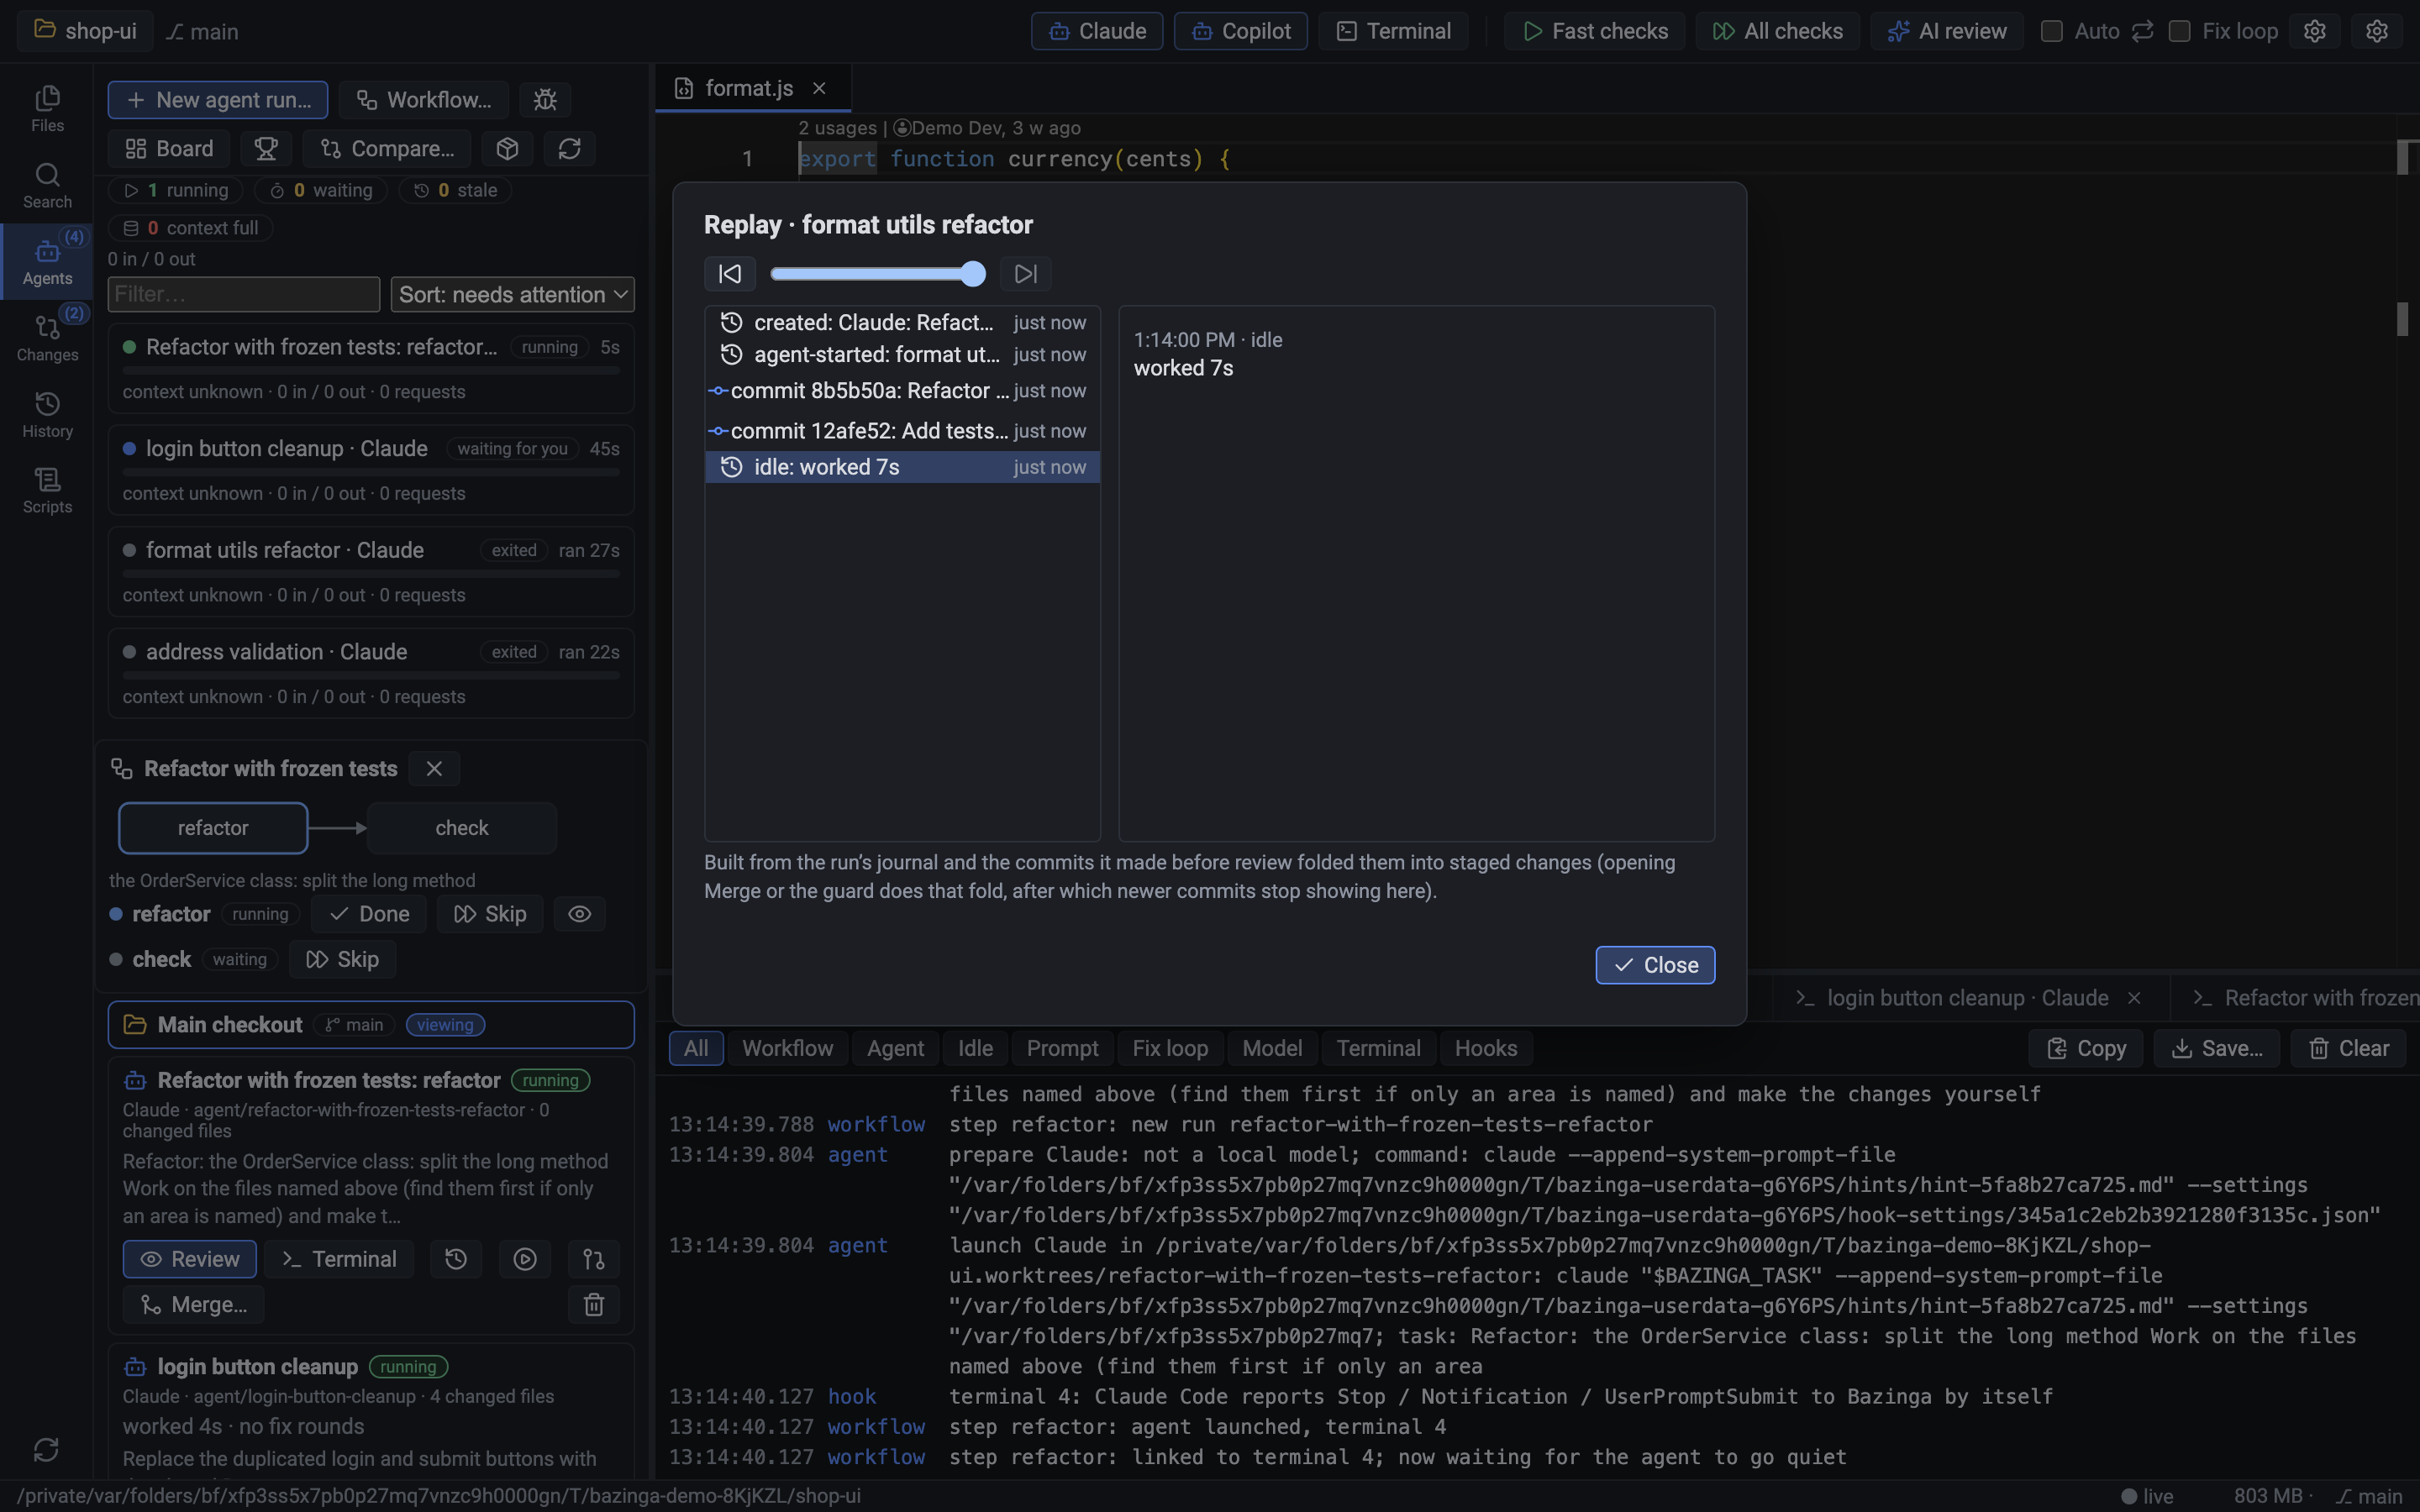 shop-ui
main
Claude
Copilot
Terminal
Fast checks
All checks
AI review
Auto
Fix loop
Files
Search
(4)
Agents
(2)
Changes
History
Scripts
New agent run...
Workflow...
Board
Compare...
1 running
0 waiting
0 stale
0 context full
0 in / 0 out
Filter...
Sort: needs attention
Refactor with frozen tests: refactor... running 5s
context unknown · 0 in / 0 out · 0 requests
login button cleanup · Claude waiting for you 45s
context unknown · 0 in / 0 out · 0 requests
format utils refactor · Claude exited ran 27s
context unknown · 0 in / 0 out · 0 requests
address validation · Claude exited ran 22s
context unknown · 0 in / 0 out · 0 requests
Refactor with frozen tests
refactor
check
the OrderService class: split the long method
refactor running Done Skip
check waiting Skip
Main checkout main viewing
Refactor with frozen tests: refactor running
Claude · agent/refactor-with-frozen-tests-refactor · 0
changed files
Refactor: the OrderService class: split the long method
Work on the files named above (find them first if only
an area is named) and make t...
Review
Terminal
Merge...
login button cleanup running
Claude · agent/login-button-cleanup · 4 changed files
worked 4s · no fix rounds
Replace the duplicated login and submit buttons with
format.js
2 usages | Demo Dev, 3 w ago
1 export function currency(cents) {
Replay · format utils refactor
created: Claude: Refact... just now
agent-started: format ut... just now
commit 8b5b50a: Refactor ... just now
commit 12afe52: Add tests... just now
idle: worked 7s just now
1:14:00 PM · idle
worked 7s
Built from the run's journal and the commits it made before review folded them into staged changes (opening
Merge or the guard does that fold, after which newer commits stop showing here).
Close
login button cleanup · Claude
Refactor with frozen
All
Workflow
Agent
Idle
Prompt
Fix loop
Model
Terminal
Hooks
Copy
Save...
Clear
files named above (find them first if only an area is named) and make the changes yourself
13:14:39.788 workflow step refactor: new run refactor-with-frozen-tests-refactor
13:14:39.804 agent prepare Claude: not a local model; command: claude --append-system-prompt-file
"/var/folders/bf/xfp3ss5x7pb0p27mq7vnzc9h0000gn/T/bazinga-userdata-g6Y6PS/hints/hint-5fa8b27ca725.md" --settings
"/var/folders/bf/xfp3ss5x7pb0p27mq7vnzc9h0000gn/T/bazinga-userdata-g6Y6PS/hook-settings/345a1c2eb2b3921280f3135c.json"
13:14:39.804 agent launch Claude in /private/var/folders/bf/xfp3ss5x7pb0p27mq7vnzc9h0000gn/T/bazinga-demo-8KjKZL/shop-
ui.worktrees/refactor-with-frozen-tests-refactor: claude "$BAZINGA_TASK" --append-system-prompt-file
"/var/folders/bf/xfp3ss5x7pb0p27mq7vnzc9h0000gn/T/bazinga-userdata-g6Y6PS/hints/hint-5fa8b27ca725.md" --settings
"/var/folders/bf/xfp3ss5x7pb0p27mq7; task: Refactor: the OrderService class: split the long method Work on the files
named above (find them first if only an area
13:14:40.127 hook terminal 4: Claude Code reports Stop / Notification / UserPromptSubmit to Bazinga by itself
13:14:40.127 workflow step refactor: agent launched, terminal 4
13:14:40.127 workflow step refactor: linked to terminal 4; now waiting for the agent to go quiet
/private/var/folders/bf/xfp3ss5x7pb0p27mq7vnzc9h0000gn/T/bazinga-demo-8KjKZL/shop-ui
live
803 MB ·
main